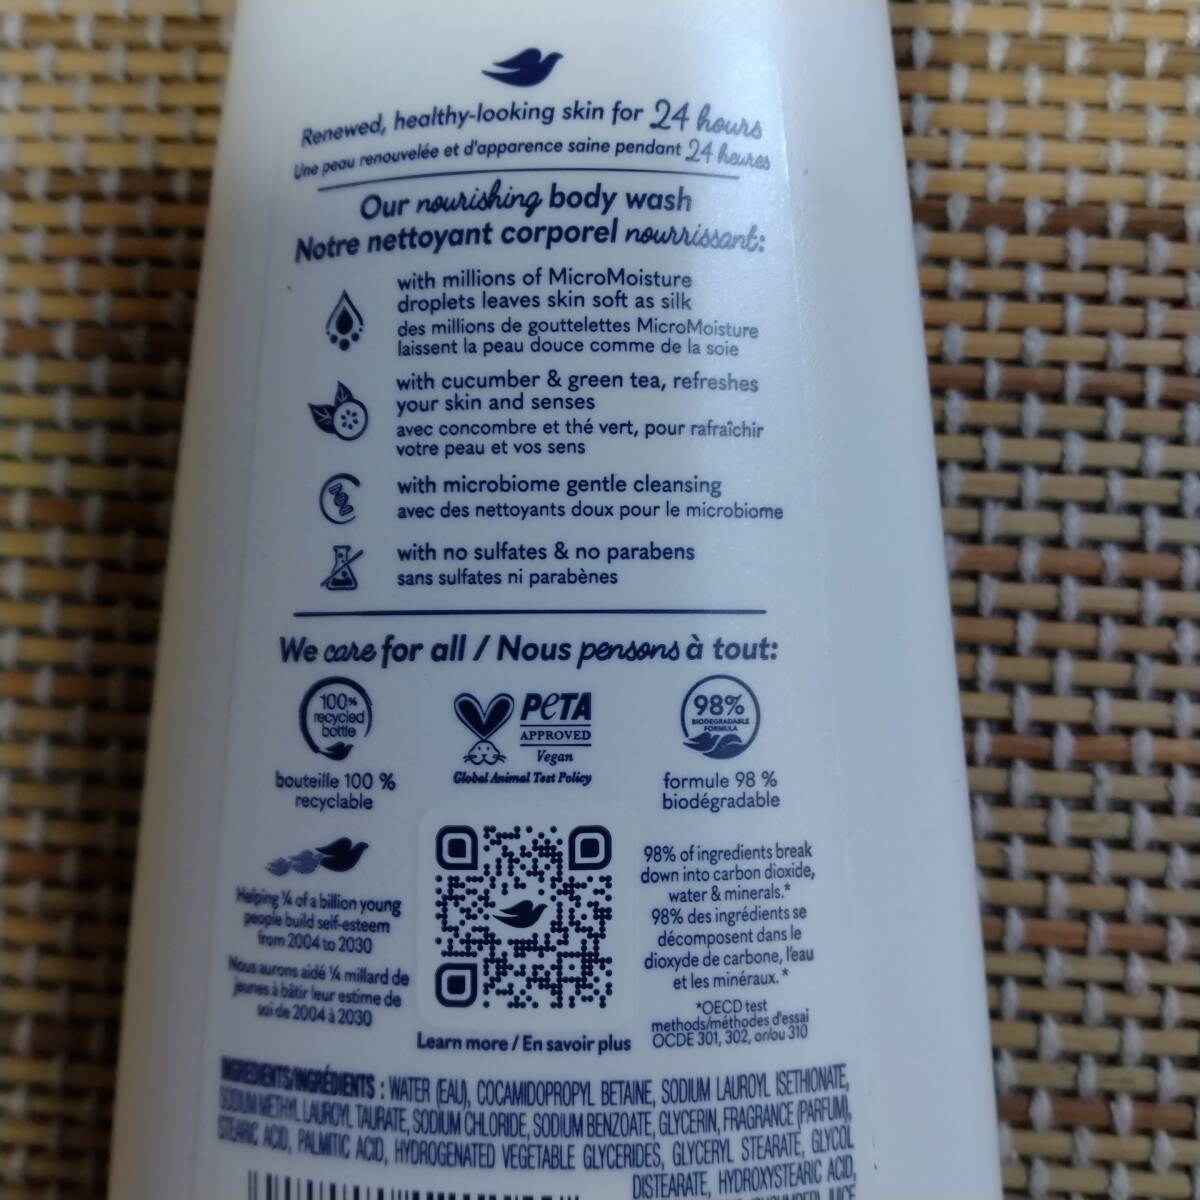 Renewed, healthy-looking skin for 24 hours
Une peau renouvelée et d'apparence saine pendant 24 heures
Our nourishing body wash
Notre nettoyant corporel nourrissant:
with millions of MicroMoisture
droplets leaves skin soft as silk
des millions de gouttelettes MicroMoisture
laissent la peau douce comme de la soie
with cucumber & green tea, refreshes
your skin and senses
avec concombre et thé vert, pour rafraîchir
votre peau et vos sens
with microbiome gentle cleansing
avec des nettoyants doux pour le microbiome
with no sulfates & no parabens
sans sulfates ni parabènes
We care for all / Nous pensons à tout:
100%
recycled
bottle
bouteille 100 %
recyclable
PETA
APPROVED
Vegan
Global Animal Test Policy
98%
BIODEGRADABLE
FORMULA
formule 98 %
biodégradable
Helping ¼ of a billion young
people build self-esteem
from 2004 to 2030
Nous aurons aidé ¼ millard de
jeunes à bâtir leur estime de
soi de 2004 à 2030
Learn more / En savoir plus
98% of ingredients break
down into carbon dioxide,
water & minerals.*
98% des ingrédients se
décomposent dans le
dioxyde de carbone, l'eau
et les minéraux.*
*OECD test
methods/méthodes d'essai
OCDE 301, 302, or/ou 310
INGREDIENTS/INGRÉDIENTS : WATER (EAU), COCAMIDOPROPYL BETAINE, SODIUM LAUROYL ISETHIONATE,
SODIUM METHYL LAUROYL TAURATE, SODIUM CHLORIDE, SODIUM BENZOATE, GLYCERIN, FRAGRANCE (PARFUM),
STEARIC ACID, PALMITIC ACID, HYDROGENATED VEGETABLE GLYCERIDES, GLYCERYL STEARATE, GLYCOL
DISTEARATE, HYDROXYSTEARIC ACID,